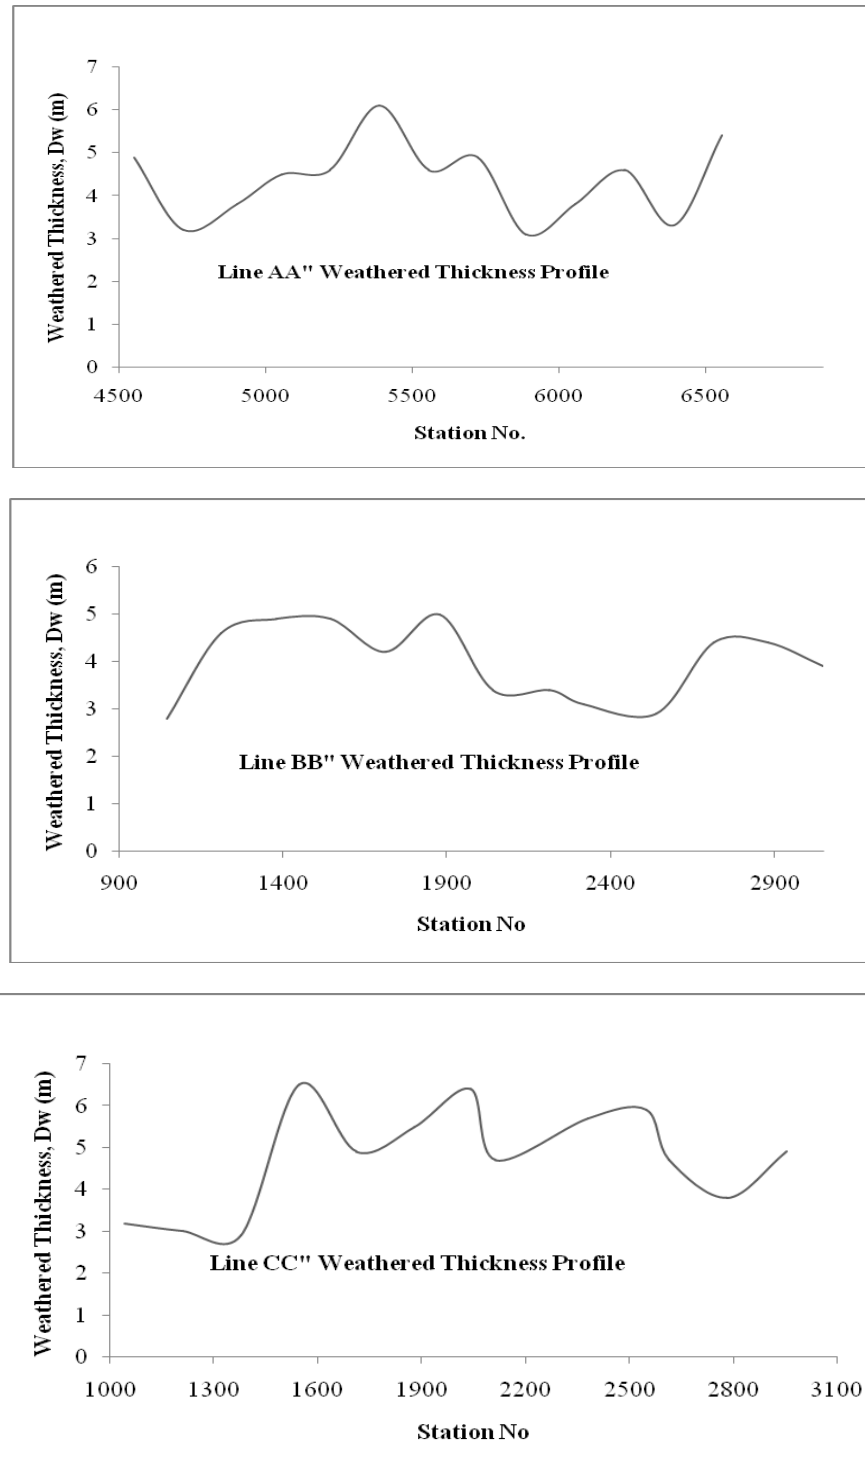 7
6
5
4
3
2
1
0
Weathered Thickness, Dw (m)
Line AA" Weathered Thickness Profile
4500 5000 5500 6000 6500
Station No.
6
5
4
3
2
1
0
Weathered Thickness, Dw (m)
Line BB" Weathered Thickness Profile
900 1400 1900 2400 2900
Station No
7
6
5
4
3
2
1
0
Weathered Thickness, Dw (m)
Line CC" Weathered Thickness Profile
1000 1300 1600 1900 2200 2500 2800 3100
Station No